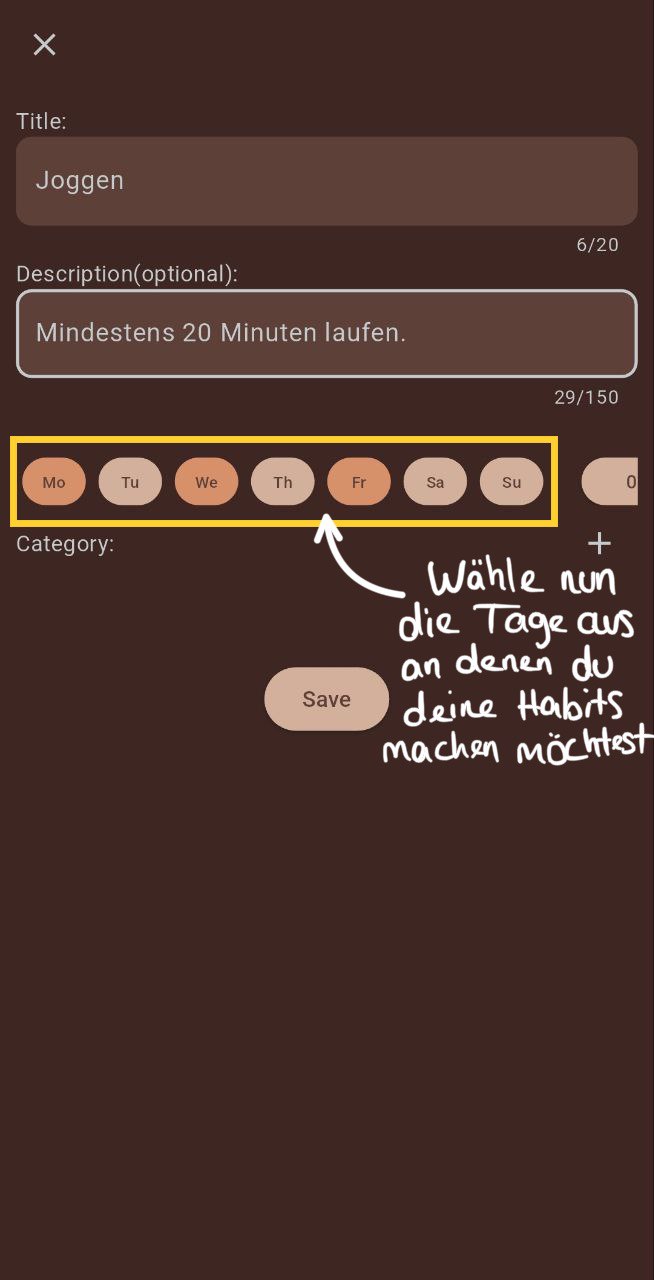 Title:
Joggen
6/20
Description(optional):
Mindestens 20 Minuten laufen.
29/150
Mo Tu We Th Fr Sa Su 0
Category: +
Wähle nun
die Tage aus
an denen du
deine Habits
machen möchtest
Save